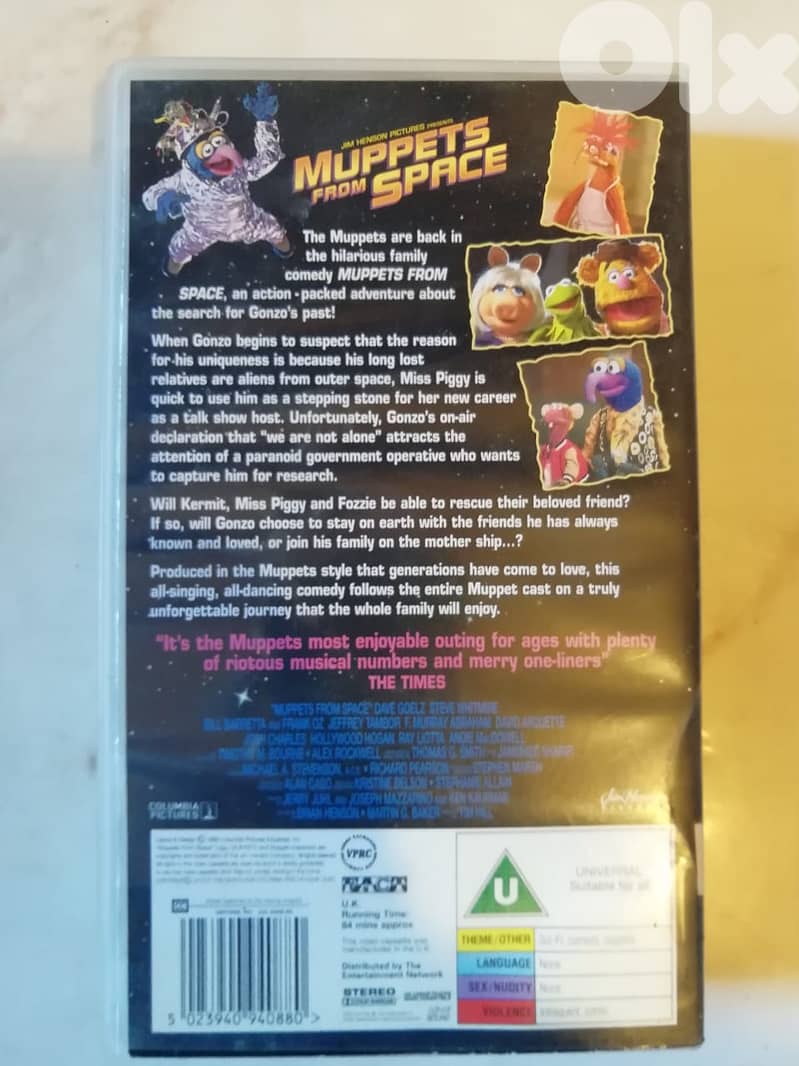 olx
JIM HENSON PICTURES PRESENTS
MUPPETS
FROM SPACE
The Muppets are back in
the hilarious family
comedy MUPPETS FROM
SPACE, an action-packed adventure about
the search for Gonzo's past!
When Gonzo begins to suspect that the reason
for his uniqueness is because his long lost
relatives are aliens from outer space, Miss Piggy is
quick to use him as a stepping stone for her new career
as a talk show host. Unfortunately, Gonzo's on-air
declaration that "we are not alone" attracts the
attention of a paranoid government operative who wants
to capture him for research.
Will Kermit, Miss Piggy and Fozzie be able to rescue their beloved friend?
If so, will Gonzo choose to stay on earth with the friends he has always
known and loved, or join his family on the mother ship...?
Produced in the Muppets style that generations have come to love, this
all-singing, all-dancing comedy follows the entire Muppet cast on a truly
unforgettable journey that the whole family will enjoy.
"It's the Muppets most enjoyable outing for ages with plenty
of riotous musical numbers and merry one-liners"
THE TIMES
"MUPPETS FROM SPACE" DAVE GOELZ STEVE WHITMIRE
BILL BARRETTA AND FRANK OZ JEFFREY TAMBOR F. MURRAY ABRAHAM DAVID ARQUETTE
JOSH CHARLES HOLLYWOOD HOGAN RAY LIOTTA ANDIE MACDOWELL
ALEX ROCKWELL THOMAS G. SMITH
MICHAEL A. STEVENSON, A.C.E. RICHARD PEARSON STEPHEN MARSH
ALAN CASO KRISTINE BELSON STEPHANIE ALLAIN
JERRY JUHL AND JOSEPH MAZZARINO AND KEN KAUFMAN
BRIAN HENSON MARTIN G. BAKER TIM HILL
COLUMBIA
PICTURES
VPRC
U.K.
Running Time:
84 mins approx
Distributed by The
Entertainment Network
STEREO
5 023940 940880 >
U
UNIVERSAL
Suitable for all
THEME/OTHER
LANGUAGE None
SEX/NUDITY None
VIOLENCE